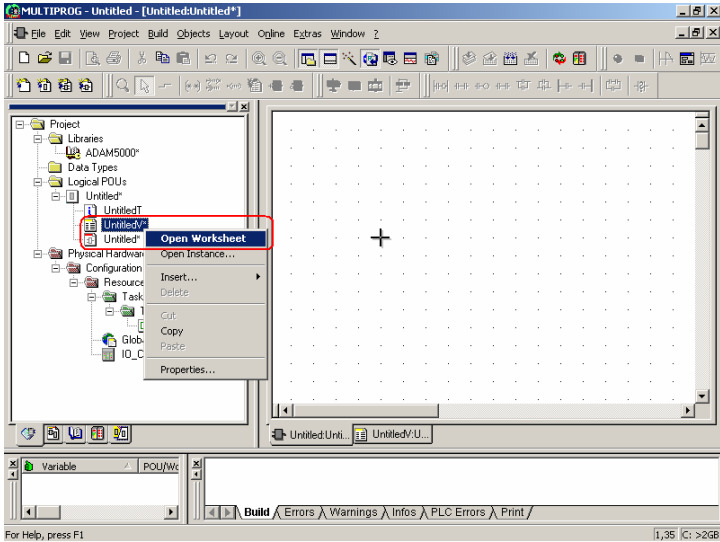 MULTIPROG - Untitled - [Untitled:Untitled*]
File Edit View Project Build Objects Layout Online Extras Window ?
Project
Libraries
ADAM5000*
Data Types
Logical POUs
Untitled*
UntitledT
UntitledV*
Untitled*
Physical Hardware
Configuration
Resource
Task
Glob
IO_C
Open Worksheet
Open Instance...
Insert...
Delete
Cut
Copy
Paste
Properties...
Untitled:Unti...
UntitledV:U...
Variable
POU/Wo
Build
Errors
Warnings
Infos
PLC Errors
Print
For Help, press F1
1,35
C: >2GB